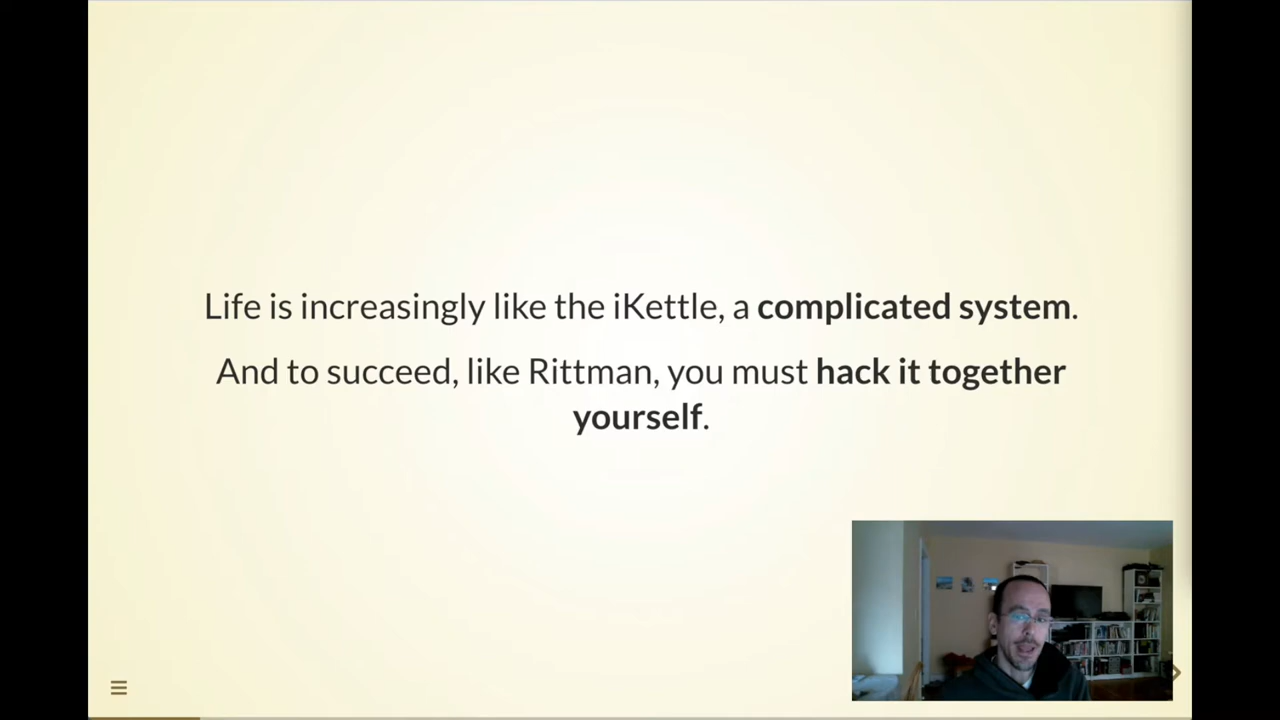 Life is increasingly like the iKettle, a complicated system.
And to succeed, like Rittman, you must hack it together
yourself.